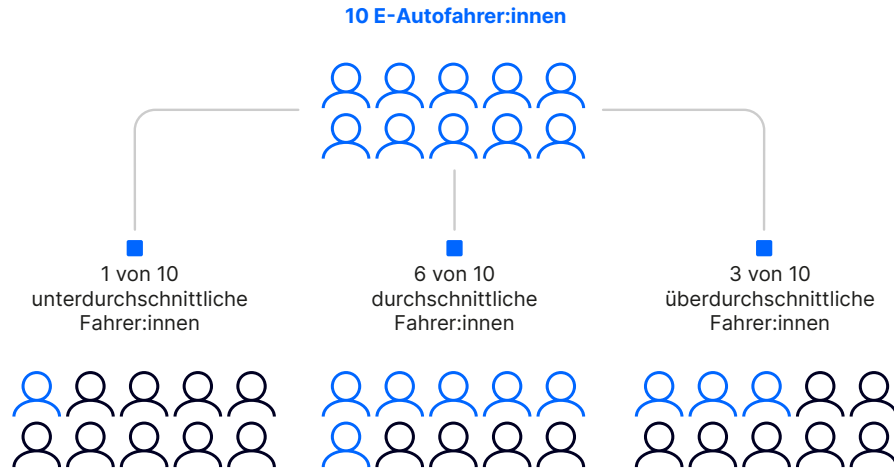 10 E-Autofahrer:innen
1 von 10
unterdurchschnittliche
Fahrer:innen
6 von 10
durchschnittliche
Fahrer:innen
3 von 10
überdurchschnittliche
Fahrer:innen